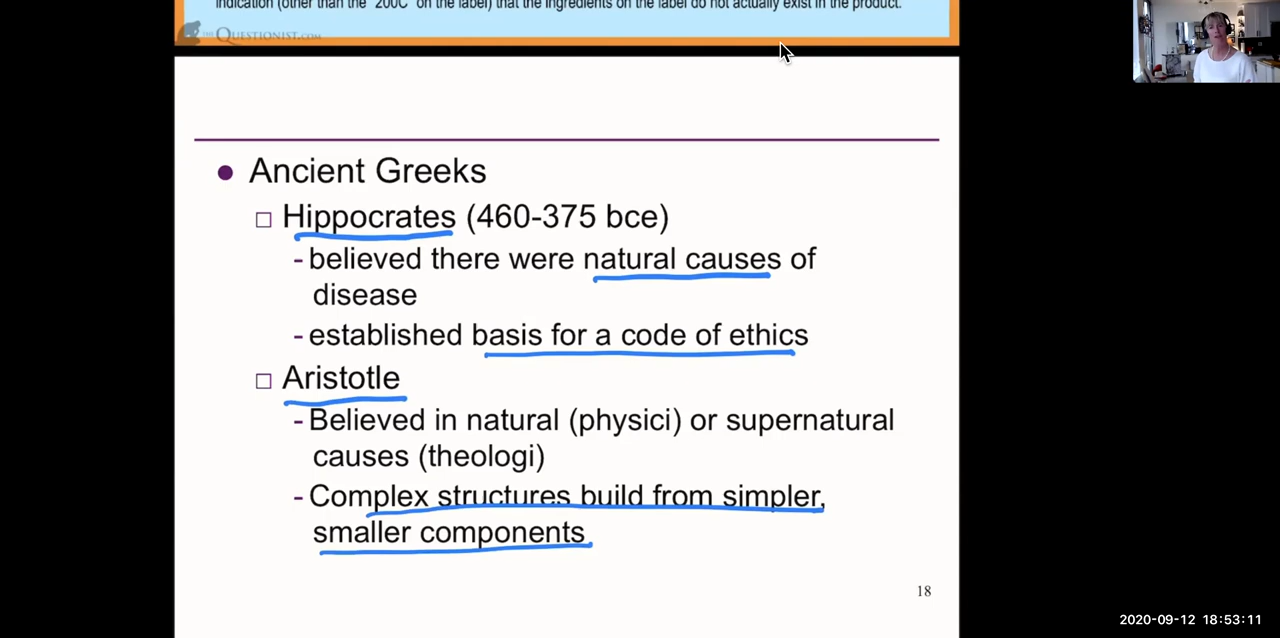 indication (other than the "200C" on the label) that the ingredients on the label do not actually exist in the product.
THE QUESTIONIST.COM
● Ancient Greeks
□ Hippocrates (460-375 bce)
- believed there were natural causes of
disease
- established basis for a code of ethics
□ Aristotle
- Believed in natural (physici) or supernatural
causes (theologi)
- Complex structures build from simpler,
smaller components
18
2020-09-12 18:53:11